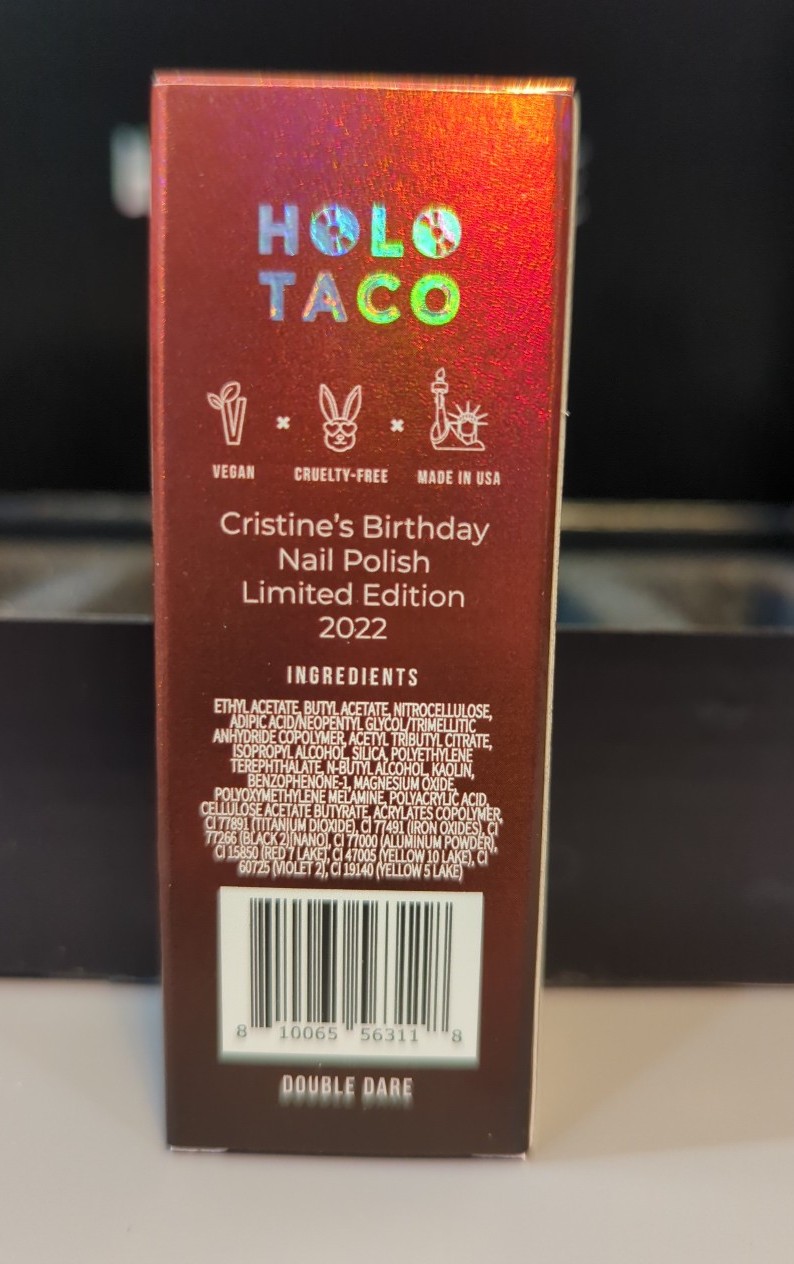 HOLO
TACO
VEGAN × CRUELTY-FREE × MADE IN USA
Cristine's Birthday
Nail Polish
Limited Edition
2022
INGREDIENTS
ETHYL ACETATE, BUTYL ACETATE, NITROCELLULOSE,
ADIPIC ACID/NEOPENTYL GLYCOL/TRIMELLITIC
ANHYDRIDE COPOLYMER, ACETYL TRIBUTYL CITRATE,
ISOPROPYL ALCOHOL, SILICA, POLYETHYLENE
TEREPHTHALATE, N-BUTYL ALCOHOL, KAOLIN,
BENZOPHENONE-1, MAGNESIUM OXIDE,
POLYOXYMETHYLENE MELAMINE, POLYACRYLIC ACID,
CELLULOSE ACETATE BUTYRATE, ACRYLATES COPOLYMER,
CI 77891 (TITANIUM DIOXIDE), CI 77491 (IRON OXIDES), CI
77266 (BLACK 2)[NANO], CI 77000 (ALUMINUM POWDER),
CI 15850 (RED 7 LAKE), CI 47005 (YELLOW 10 LAKE), CI
60725 (VIOLET 2), CI 19140 (YELLOW 5 LAKE)
8 10065 56311 8
DOUBLE DARE